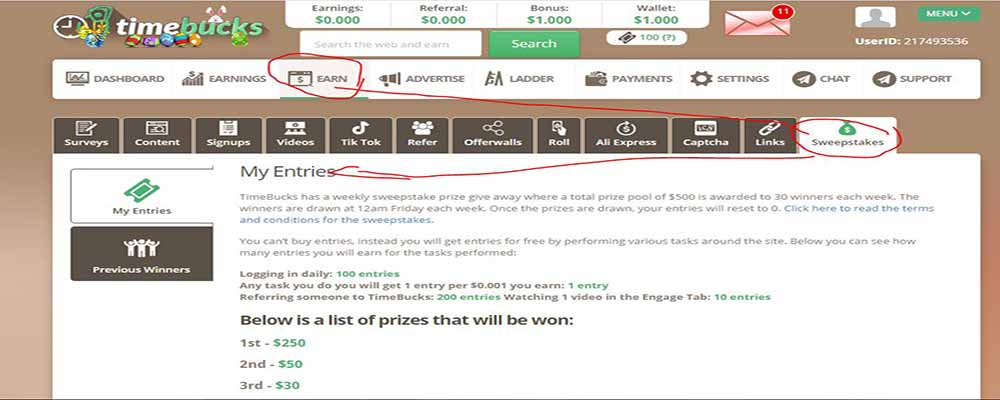 timebucks
Earnings: Referral: Bonus: Wallet:
$0.000 $0.000 $1.000 $1.000
Search the web and earn Search 100 (?)
11
MENU
UserID: 217493536
DASHBOARD EARNINGS EARN ADVERTISE LADDER PAYMENTS SETTINGS CHAT SUPPORT
Surveys Content Signups Videos Tik Tok Refer Offerwalls Roll Ali Express Captcha Links Sweepstakes
My Entries
Previous Winners
My Entries
TimeBucks has a weekly sweepstake prize give away where a total prize pool of $500 is awarded to 30 winners each week. The
winners are drawn at 12am Friday each week. Once the prizes are drawn, your entries will reset to 0. Click here to read the terms
and conditions for the sweepstakes.
You can't buy entries, instead you will get entries for free by performing various tasks around the site. Below you can see how
many entries you will earn for the tasks performed:
Logging in daily: 100 entries
Any task you do you will get 1 entry per $0.001 you earn: 1 entry
Referring someone to TimeBucks: 200 entries Watching 1 video in the Engage Tab: 10 entries
Below is a list of prizes that will be won:
1st - $250
2nd - $50
3rd - $30